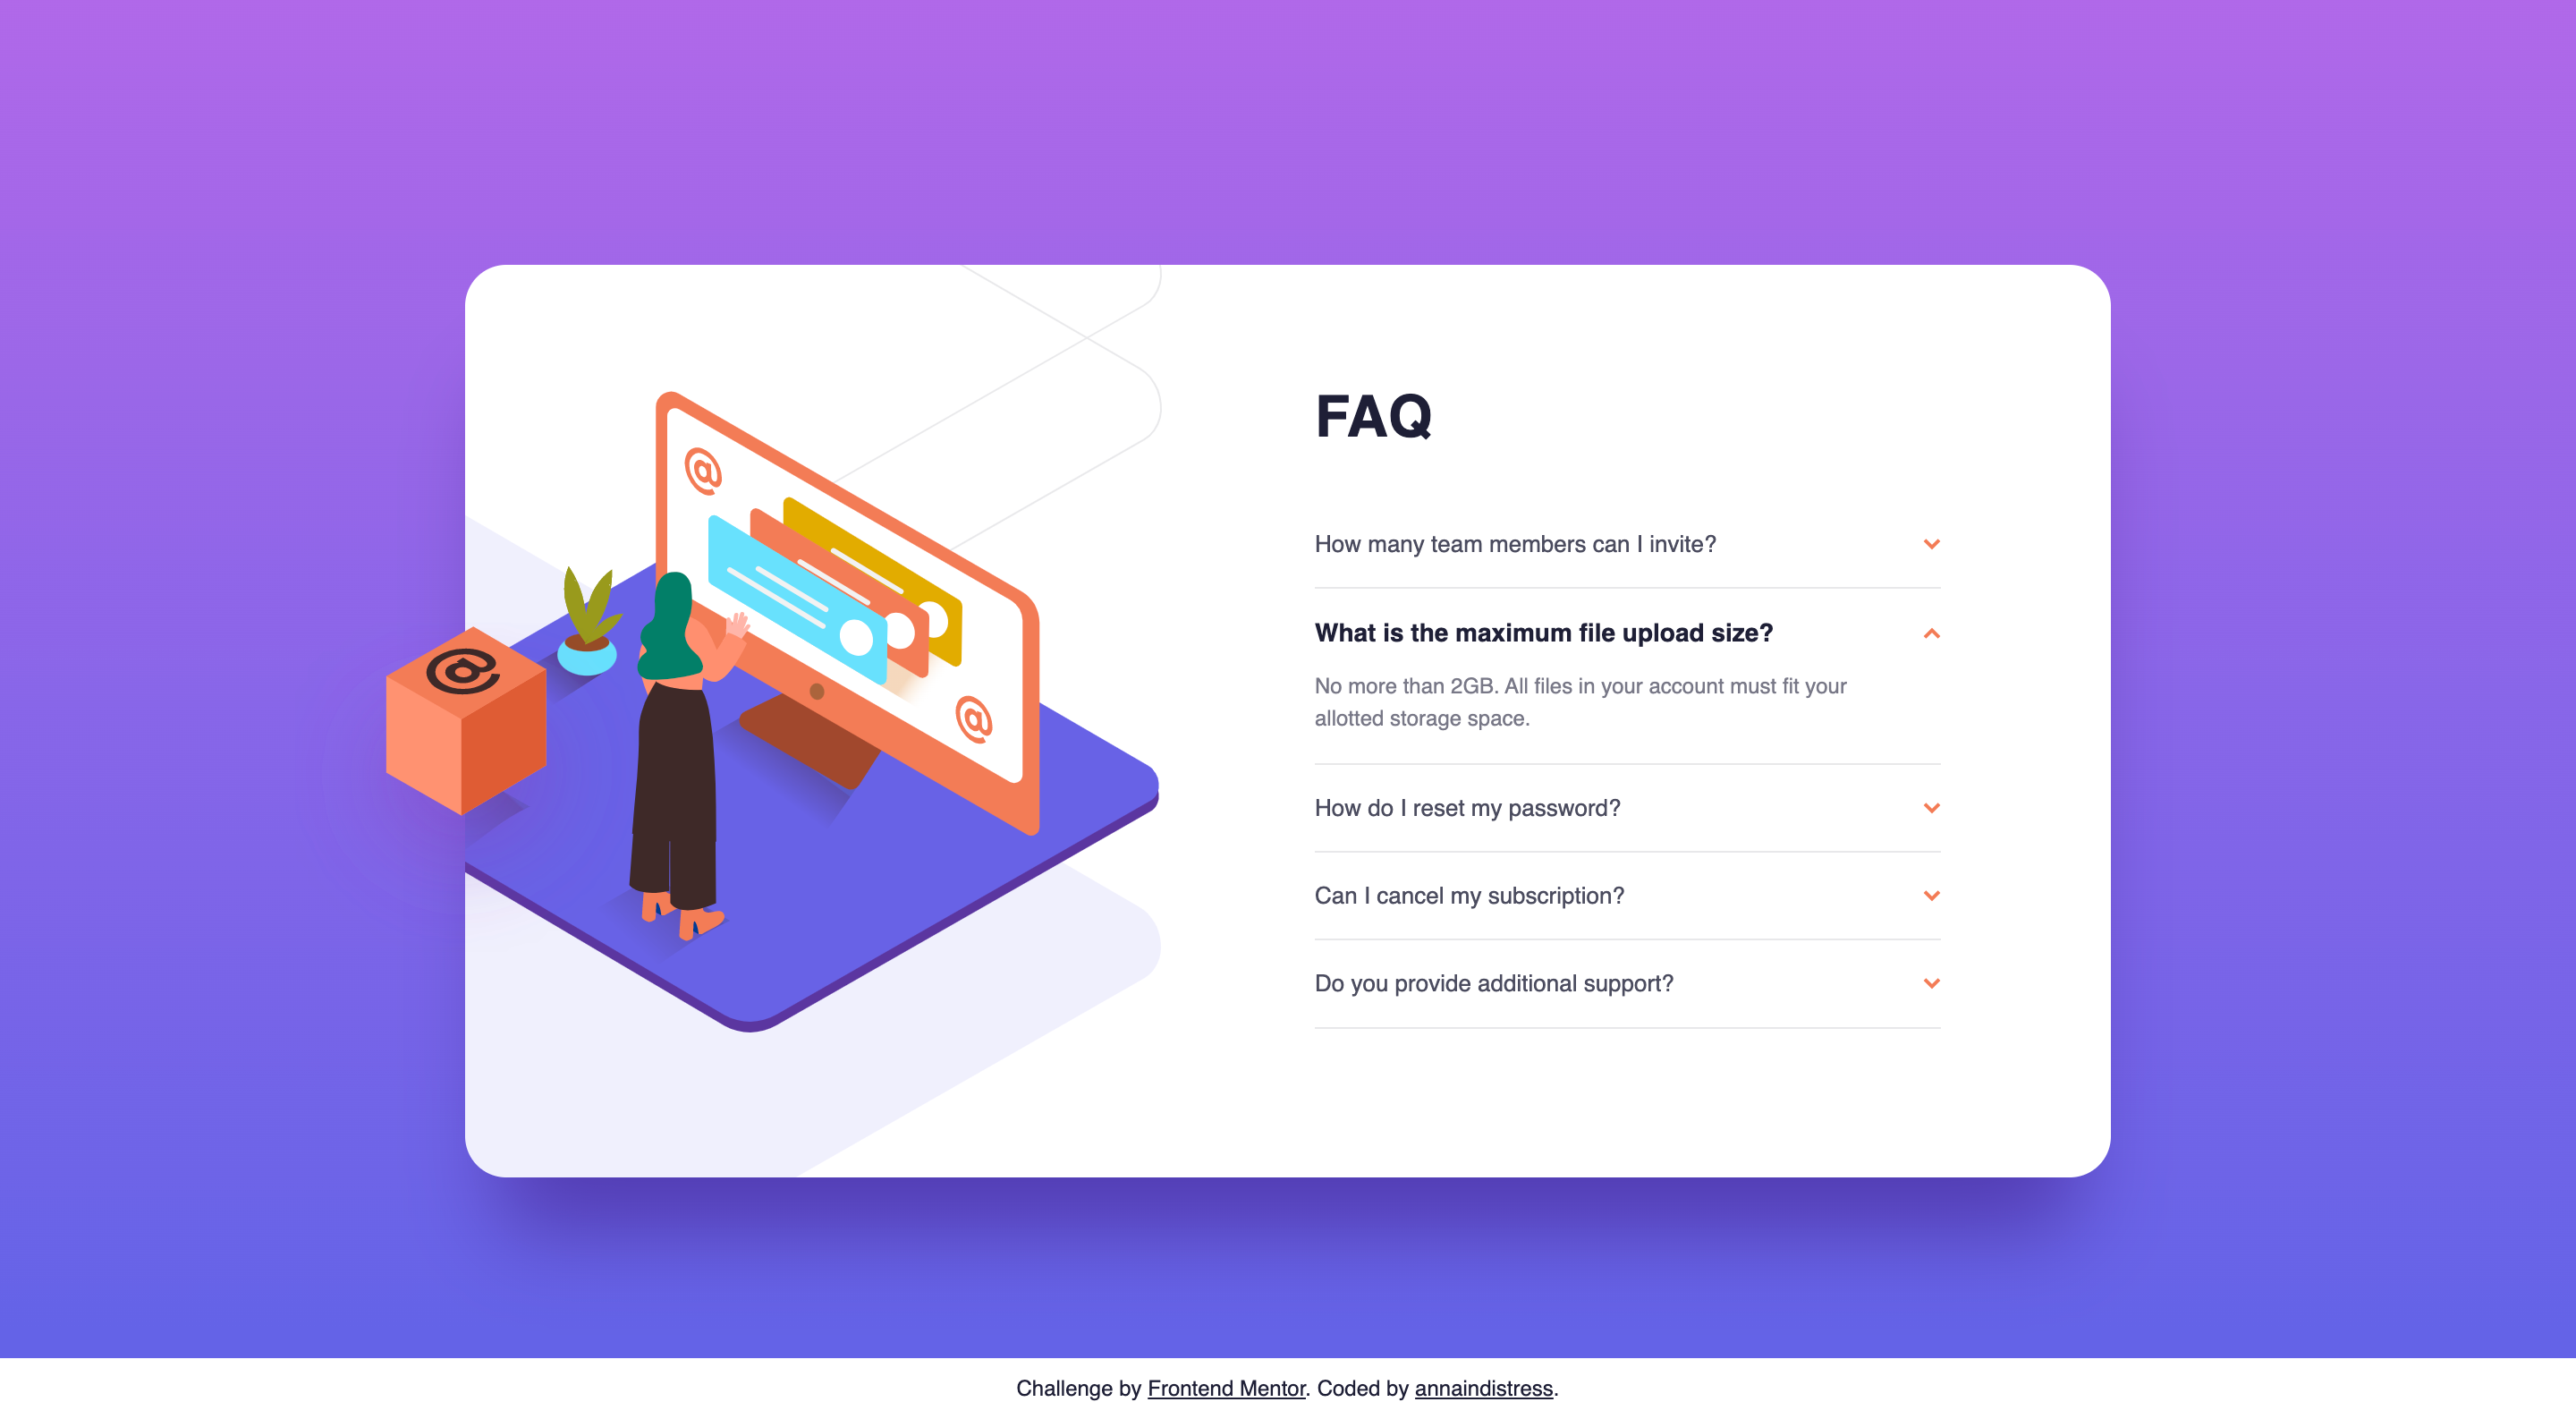 FAQ
How many team members can I invite?
What is the maximum file upload size?
No more than 2GB. All files in your account must fit your
allotted storage space.
How do I reset my password?
Can I cancel my subscription?
Do you provide additional support?
@
@
@
Challenge by Frontend Mentor. Coded by annaindistress.